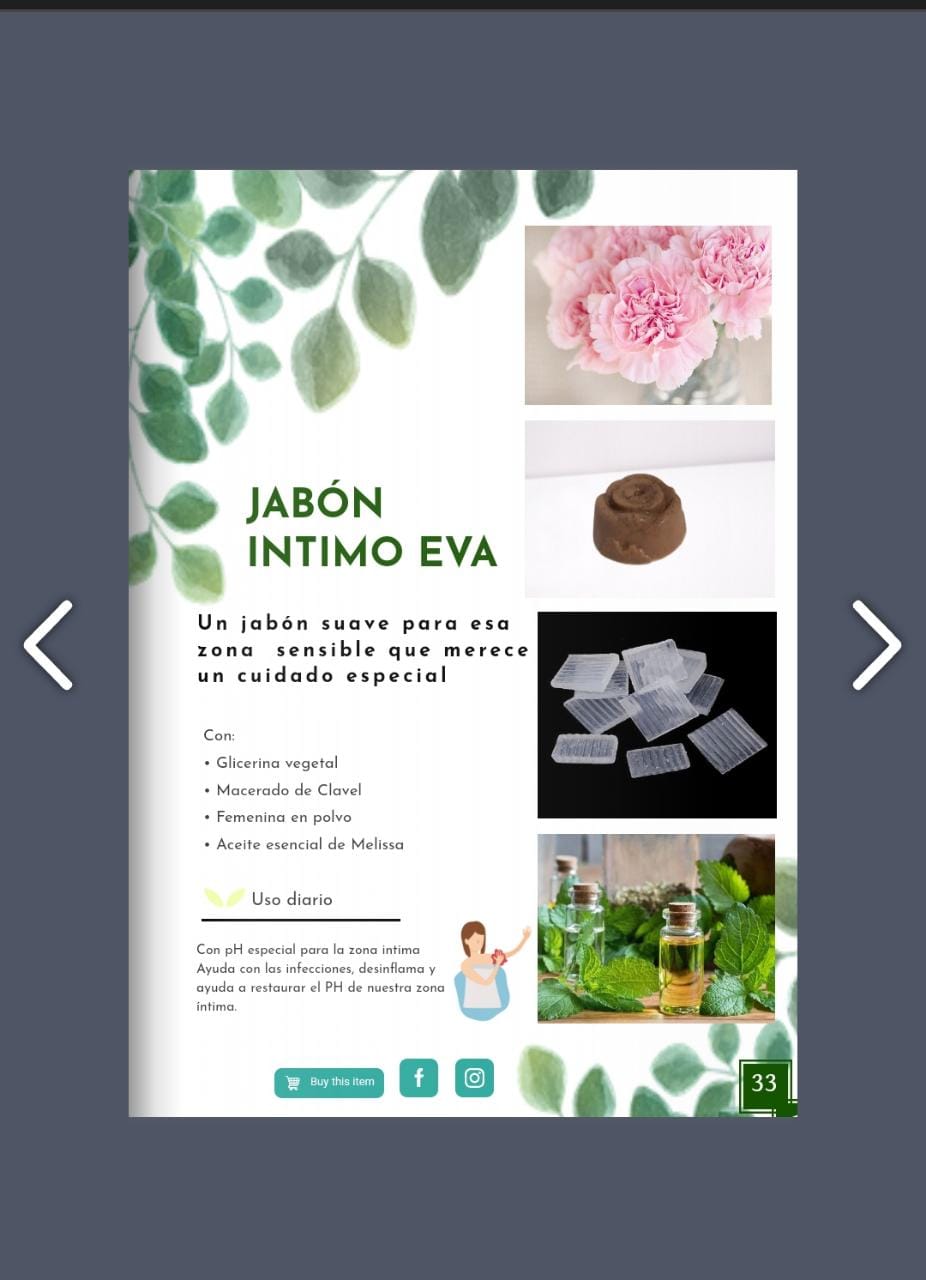 JABÓN
INTIMO EVA
Un jabón suave para esa
zona sensible que merece
un cuidado especial
Con:
• Glicerina vegetal
• Macerado de Clavel
• Femenina en polvo
• Aceite esencial de Melissa
Uso diario
Con pH especial para la zona intima
Ayuda con las infecciones, desinflama y
ayuda a restaurar el PH de nuestra zona
íntima.
Buy this item
33